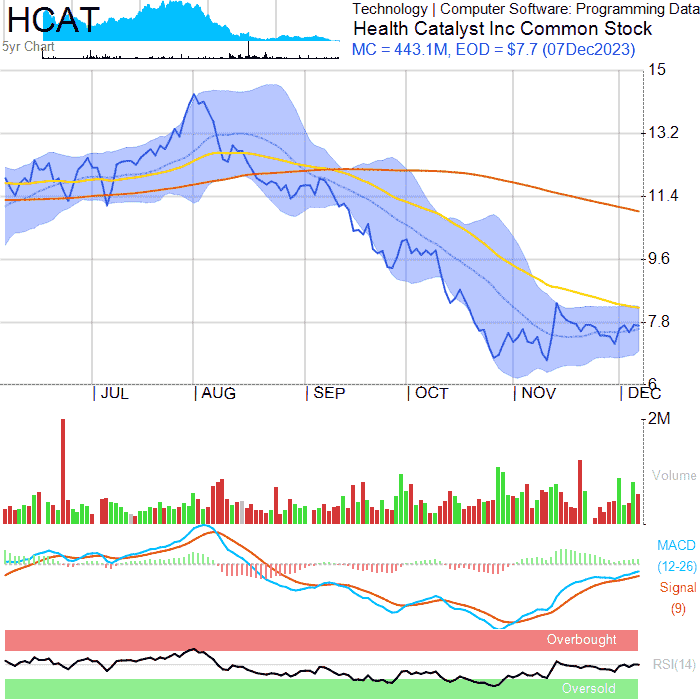 HCAT
5yr Chart
Technology | Computer Software: Programming Data
Health Catalyst Inc Common Stock
MC = 443.1M, EOD = $7.7 (07Dec2023)
15
13.2
11.4
9.6
7.8
6
JUL
AUG
SEP
OCT
NOV
DEC
2M
Volume
MACD
(12-26)
Signal
(9)
Overbought
RSI(14)
Oversold